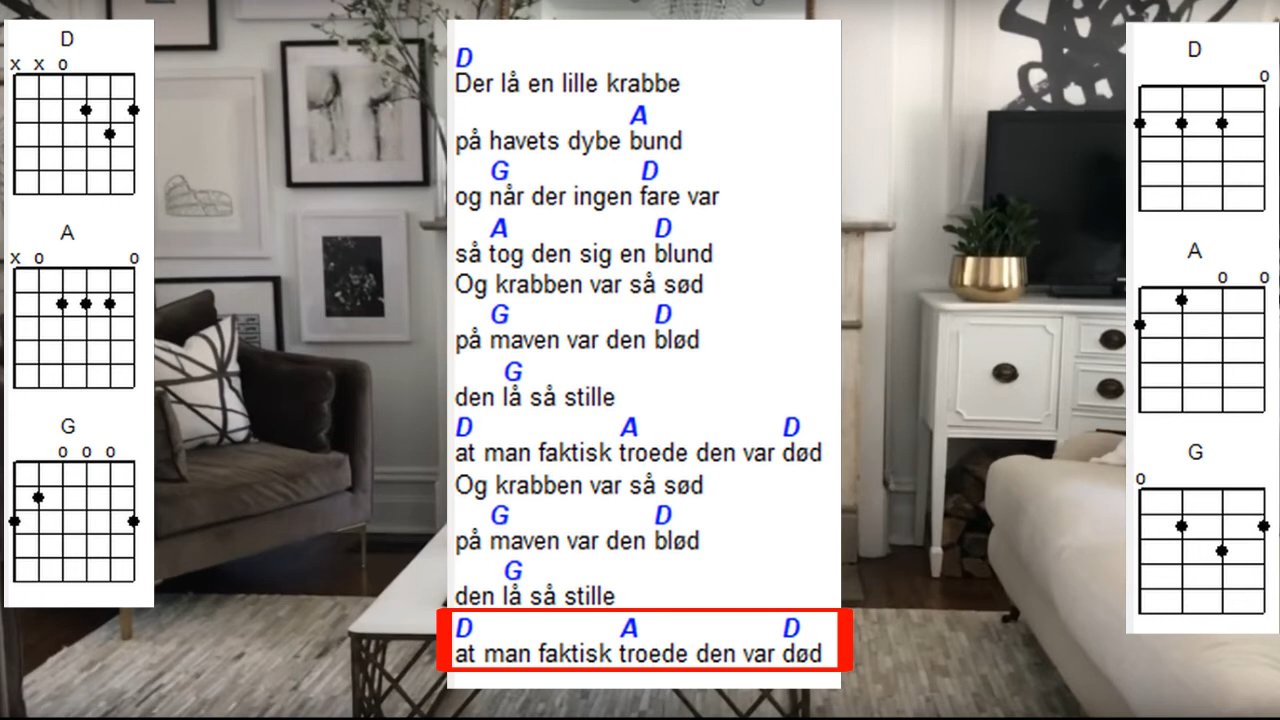 D
x x o
A
x o o
G
o o o
D
Der lå en lille krabbe
A
på havets dybe bund
G D
og når der ingen fare var
A D
så tog den sig en blund
Og krabben var så sød
G D
på maven var den blød
G
den lå så stille
D A D
at man faktisk troede den var død
Og krabben var så sød
G D
på maven var den blød
G
den lå så stille
D A D
at man faktisk troede den var død
D
o
A
o o
G
o